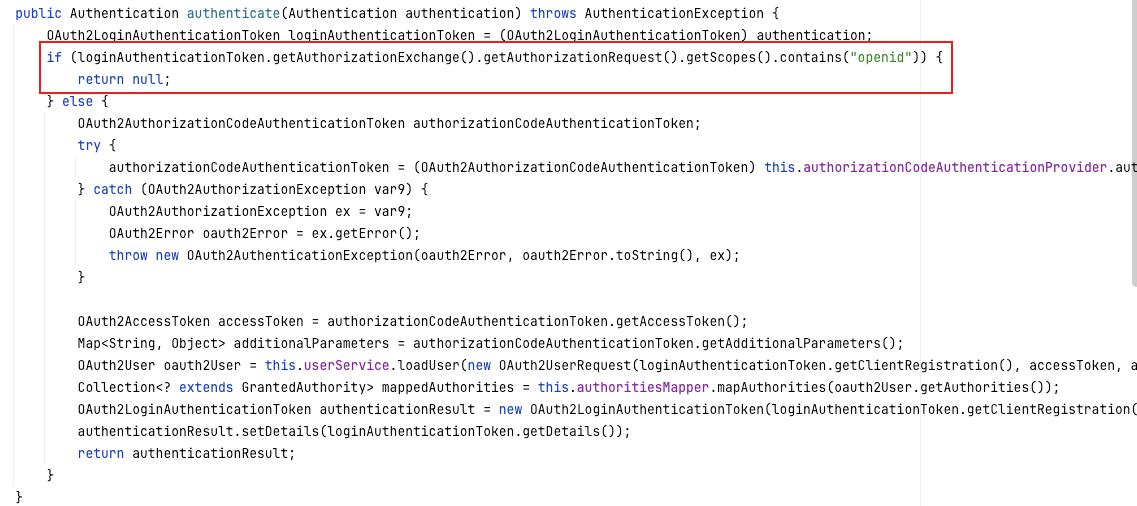 public Authentication authenticate(Authentication authentication) throws AuthenticationException {
OAuth2LoginAuthenticationToken loginAuthenticationToken = (OAuth2LoginAuthenticationToken) authentication;
if (loginAuthenticationToken.getAuthorizationExchange().getAuthorizationRequest().getScopes().contains("openid")) {
return null;
} else {
OAuth2AuthorizationCodeAuthenticationToken authorizationCodeAuthenticationToken;
try {
authorizationCodeAuthenticationToken = (OAuth2AuthorizationCodeAuthenticationToken) this.authorizationCodeAuthenticationProvider.aut
} catch (OAuth2AuthorizationException var9) {
OAuth2AuthorizationException ex = var9;
OAuth2Error oauth2Error = ex.getError();
throw new OAuth2AuthenticationException(oauth2Error, oauth2Error.toString(), ex);
}
OAuth2AccessToken accessToken = authorizationCodeAuthenticationToken.getAccessToken();
Map<String, Object> additionalParameters = authorizationCodeAuthenticationToken.getAdditionalParameters();
OAuth2User oauth2User = this.userService.loadUser(new OAuth2UserRequest(loginAuthenticationToken.getClientRegistration(), accessToken, a
Collection<? extends GrantedAuthority> mappedAuthorities = this.authoritiesMapper.mapAuthorities(oauth2User.getAuthorities());
OAuth2LoginAuthenticationToken authenticationResult = new OAuth2LoginAuthenticationToken(loginAuthenticationToken.getClientRegistration(
authenticationResult.setDetails(loginAuthenticationToken.getDetails());
return authenticationResult;
}
}